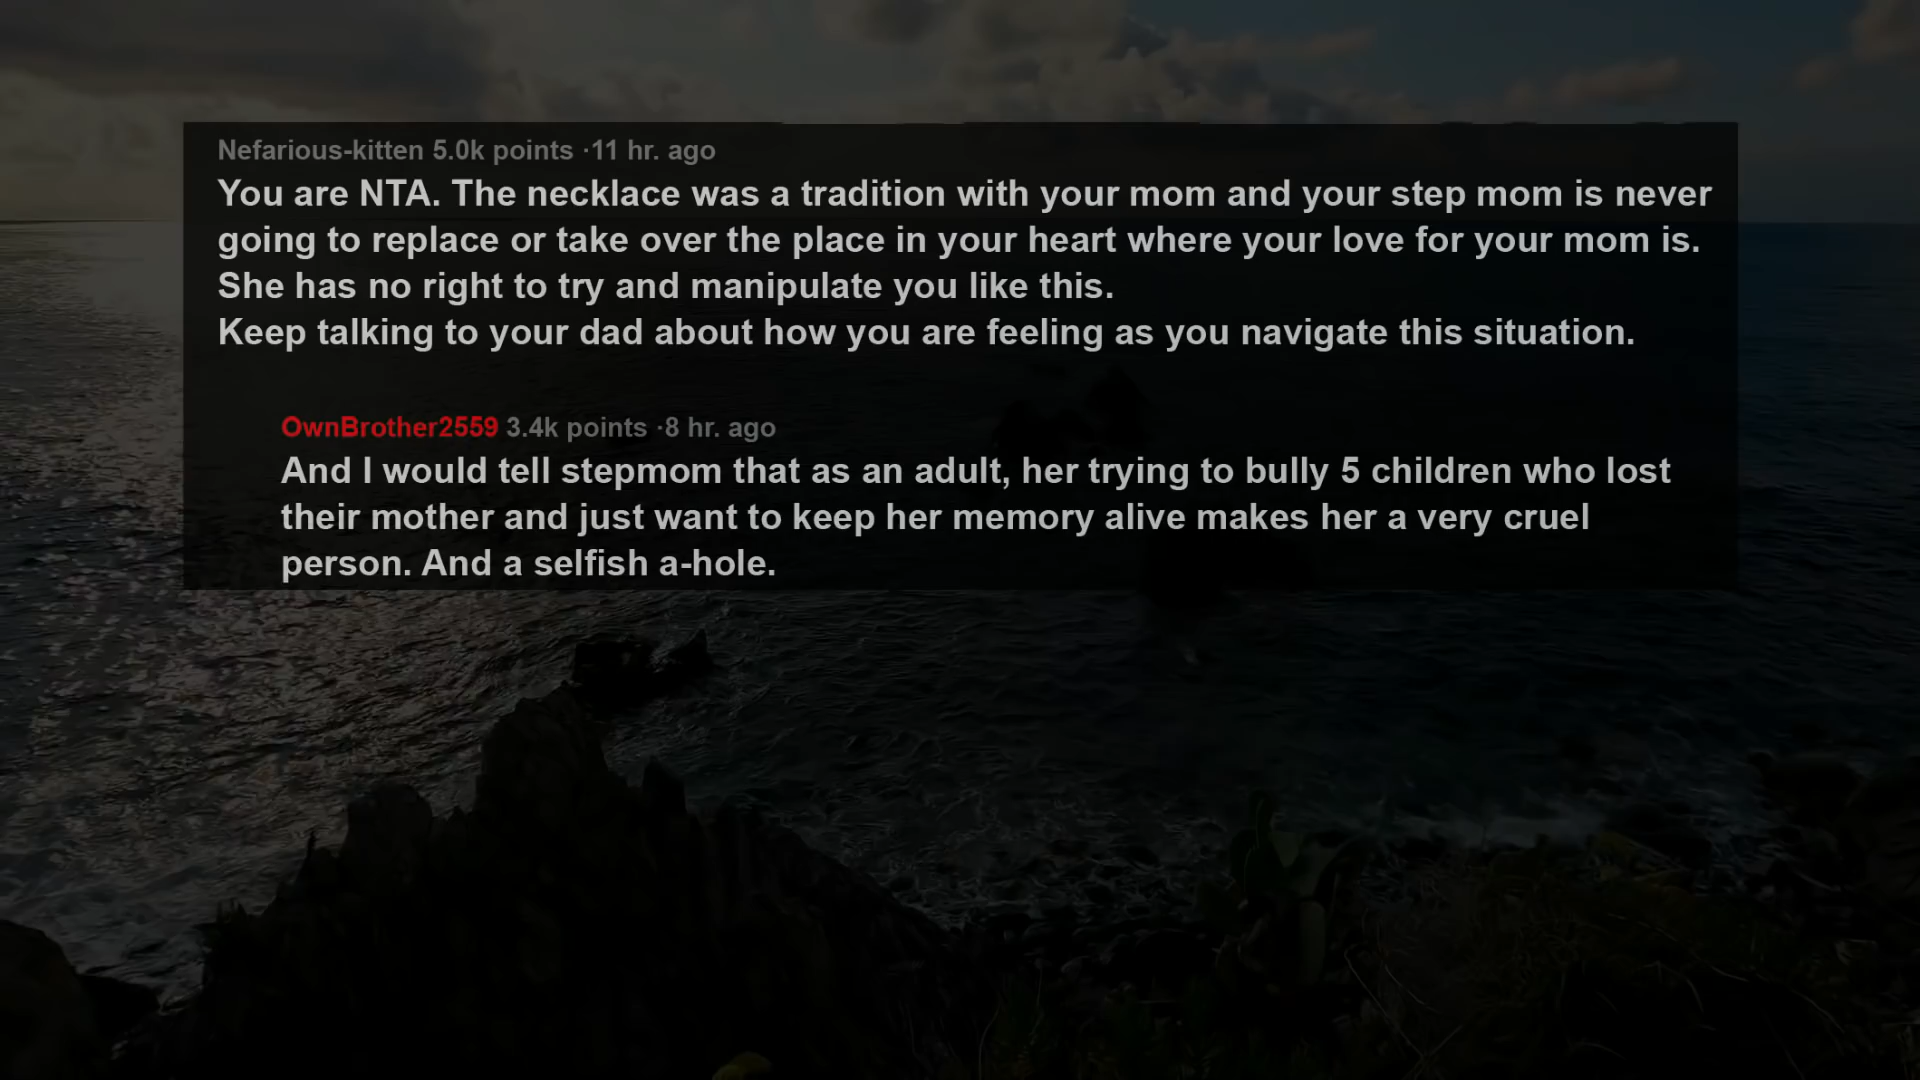 Nefarious-kitten 5.0k points ·11 hr. ago
You are NTA. The necklace was a tradition with your mom and your step mom is never
going to replace or take over the place in your heart where your love for your mom is.
She has no right to try and manipulate you like this.
Keep talking to your dad about how you are feeling as you navigate this situation.
OwnBrother2559 3.4k points ·8 hr. ago
And I would tell stepmom that as an adult, her trying to bully 5 children who lost
their mother and just want to keep her memory alive makes her a very cruel
person. And a selfish a-hole.